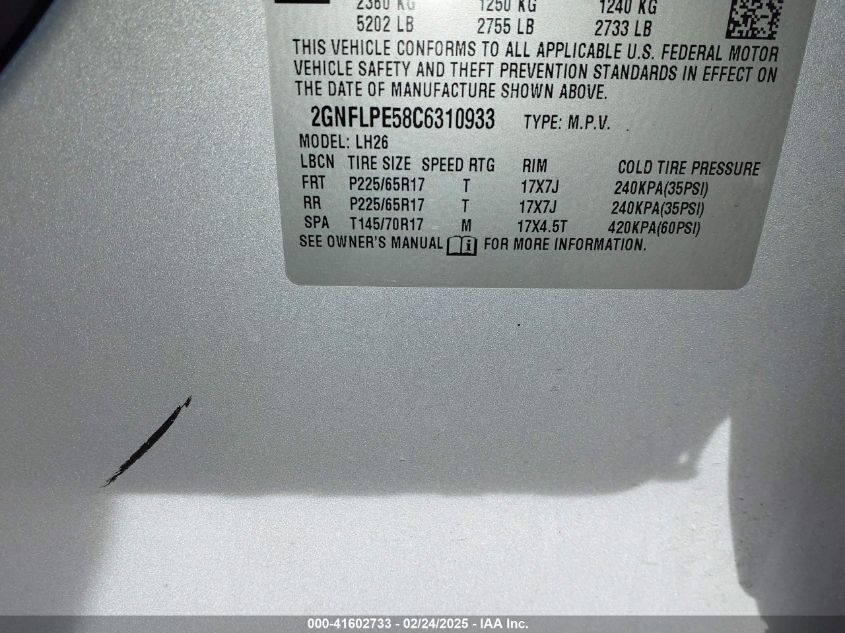 2360 KG 1250 KG 1240 KG
5202 LB 2755 LB 2733 LB
THIS VEHICLE CONFORMS TO ALL APPLICABLE U.S. FEDERAL MOTOR
VEHICLE SAFETY AND THEFT PREVENTION STANDARDS IN EFFECT ON
THE DATE OF MANUFACTURE SHOWN ABOVE.
2GNFLPE58C6310933 TYPE: M.P.V.
MODEL: LH26
LBCN TIRE SIZE SPEED RTG RIM COLD TIRE PRESSURE
FRT P225/65R17 T 17X7J 240KPA(35PSI)
RR P225/65R17 T 17X7J 240KPA(35PSI)
SPA T145/70R17 M 17X4.5T 420KPA(60PSI)
SEE OWNER'S MANUAL FOR MORE INFORMATION.
000-41602733 - 02/24/2025 - IAA Inc.